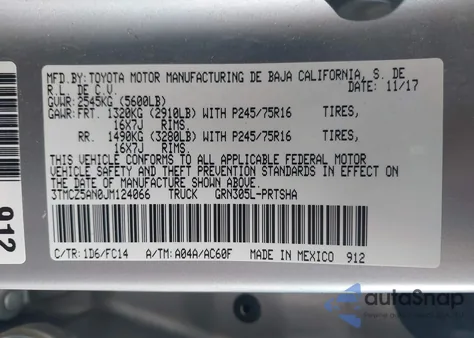 MFD.BY:TOYOTA MOTOR MANUFACTURING DE BAJA CALIFORNIA, S. DE
R.L. DE C.V. DATE: 11/17
GVWR: 2545KG (5600LB)
GAWR:FRT. 1320KG (2910LB) WITH P245/75R16 TIRES,
16X7J RIMS.
RR. 1490KG (3280LB) WITH P245/75R16 TIRES,
16X7J RIMS.
THIS VEHICLE CONFORMS TO ALL APPLICABLE FEDERAL MOTOR
VEHICLE SAFETY AND THEFT PREVENTION STANDARDS IN EFFECT
ON THE DATE OF MANUFACTURE SHOWN ABOVE.
3TMCZ5AN0JM124066 TRUCK GRN305L-PRTSHA
C/TR: 1D6/FC14 A/TM: A04A/AC60F MADE IN MEXICO 912
912
autoSnap